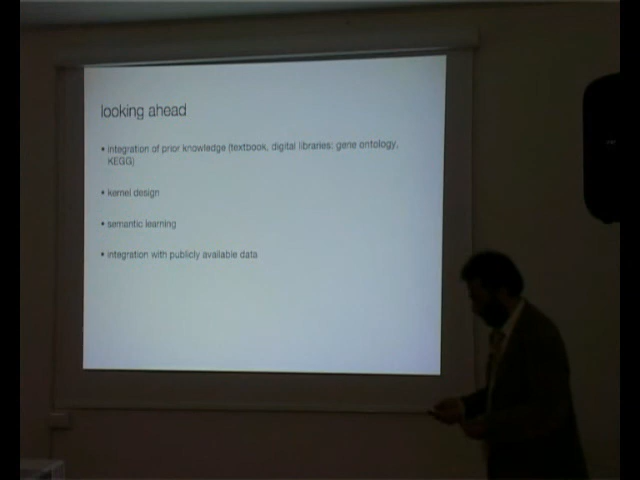 looking ahead
• integration of prior knowledge (textbook, digital libraries: gene ontology,
KEGG)
• kernel design
• semantic learning
• integration with publicly available data